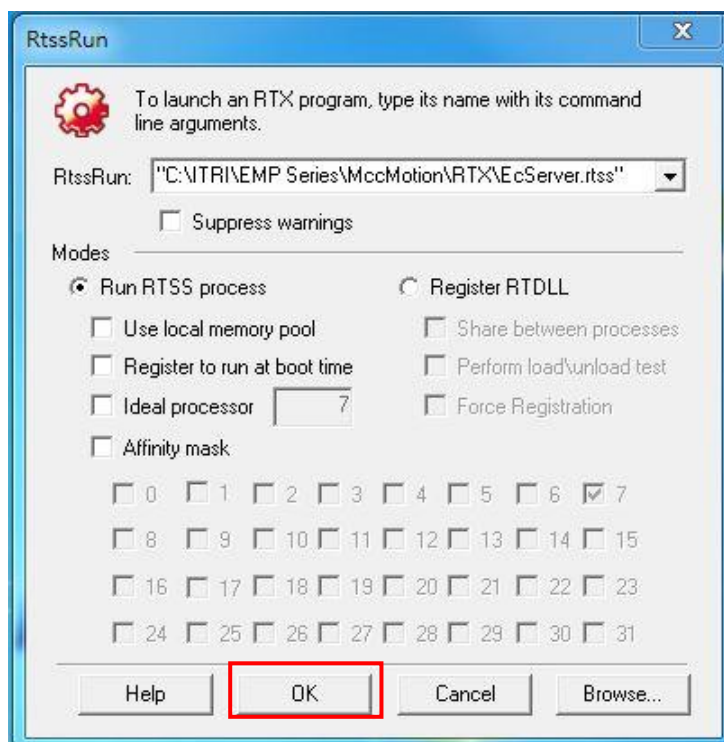 RtssRun
To launch an RTX program, type its name with its command
line arguments.
RtssRun: "C:\ITRI\EMP Series\MccMotion\RTX\EcServer.rtss"
Suppress warnings
Modes
Run RTSS process Register RTDLL
Use local memory pool Share between processes
Register to run at boot time Perform load\unload test
Ideal processor 7 Force Registration
Affinity mask
0 1 2 3 4 5 6 7
8 9 10 11 12 13 14 15
16 17 18 19 20 21 22 23
24 25 26 27 28 29 30 31
Help OK Cancel Browse...